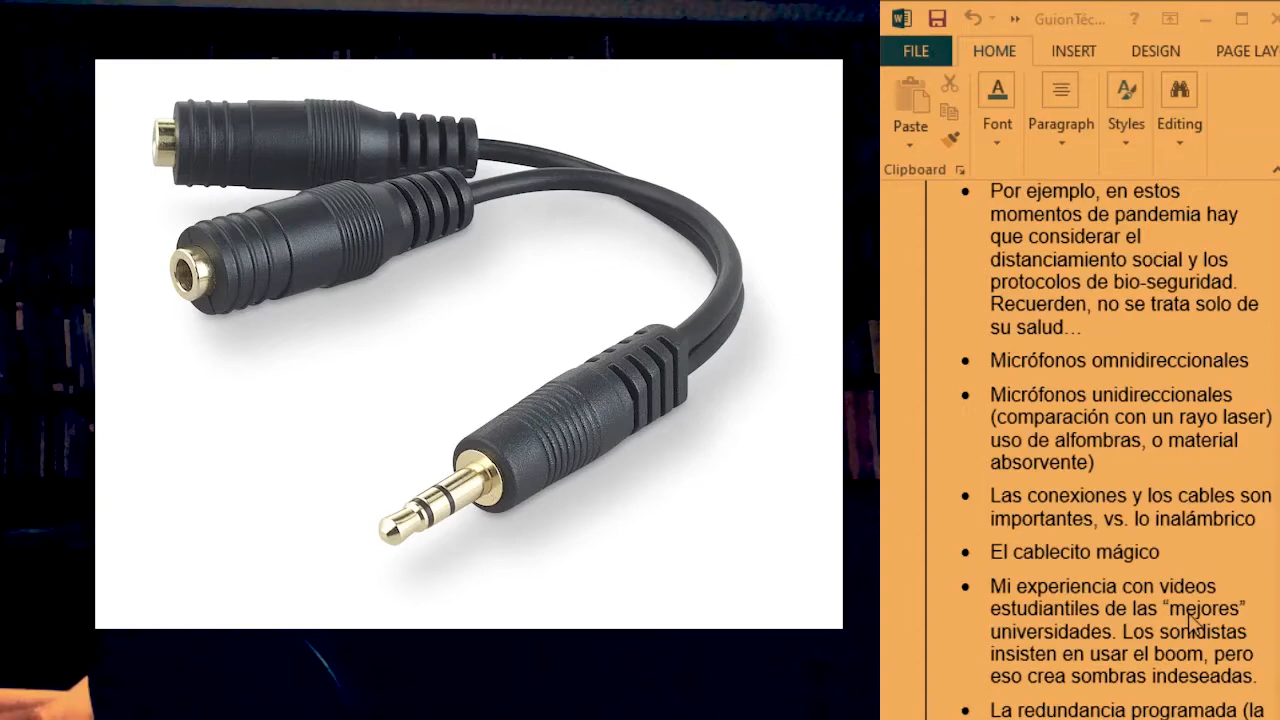 GuionTéc...
?
FILE
HOME
INSERT
DESIGN
PAGE LAY
Paste
Font
Paragraph
Styles
Editing
Clipboard
Por ejemplo, en estos
momentos de pandemia hay
que considerar el
distanciamiento social y los
protocolos de bio-seguridad.
Recuerden, no se trata solo de
su salud…
Micrófonos omnidireccionales
Micrófonos unidireccionales
(comparación con un rayo laser)
uso de alfombras, o material
absorvente)
Las conexiones y los cables son
importantes, vs. lo inalámbrico
El cablecito mágico
Mi experiencia con videos
estudiantiles de las “mejores”
universidades. Los sonidistas
insisten en usar el boom, pero
eso crea sombras indeseadas.
La redundancia programada (la